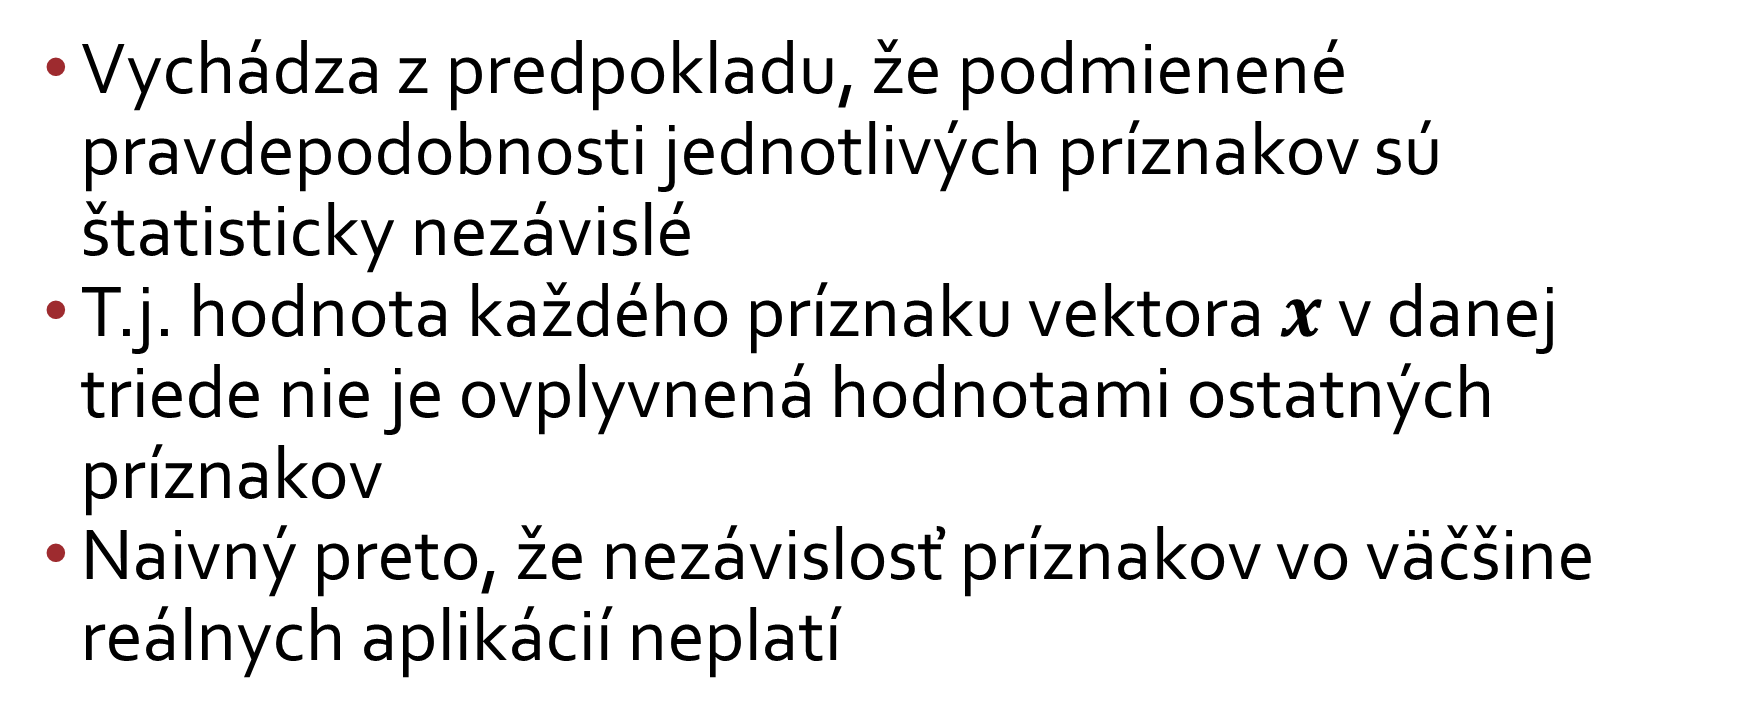 • Vychádza z predpokladu, že podmienené
pravdepodobnosti jednotlivých príznakov sú
štatisticky nezávislé
• T.j. hodnota každého príznaku vektora x v danej
triede nie je ovplyvnená hodnotami ostatných
príznakov
• Naivný preto, že nezávislosť príznakov vo väčšine
reálnych aplikácií neplatí